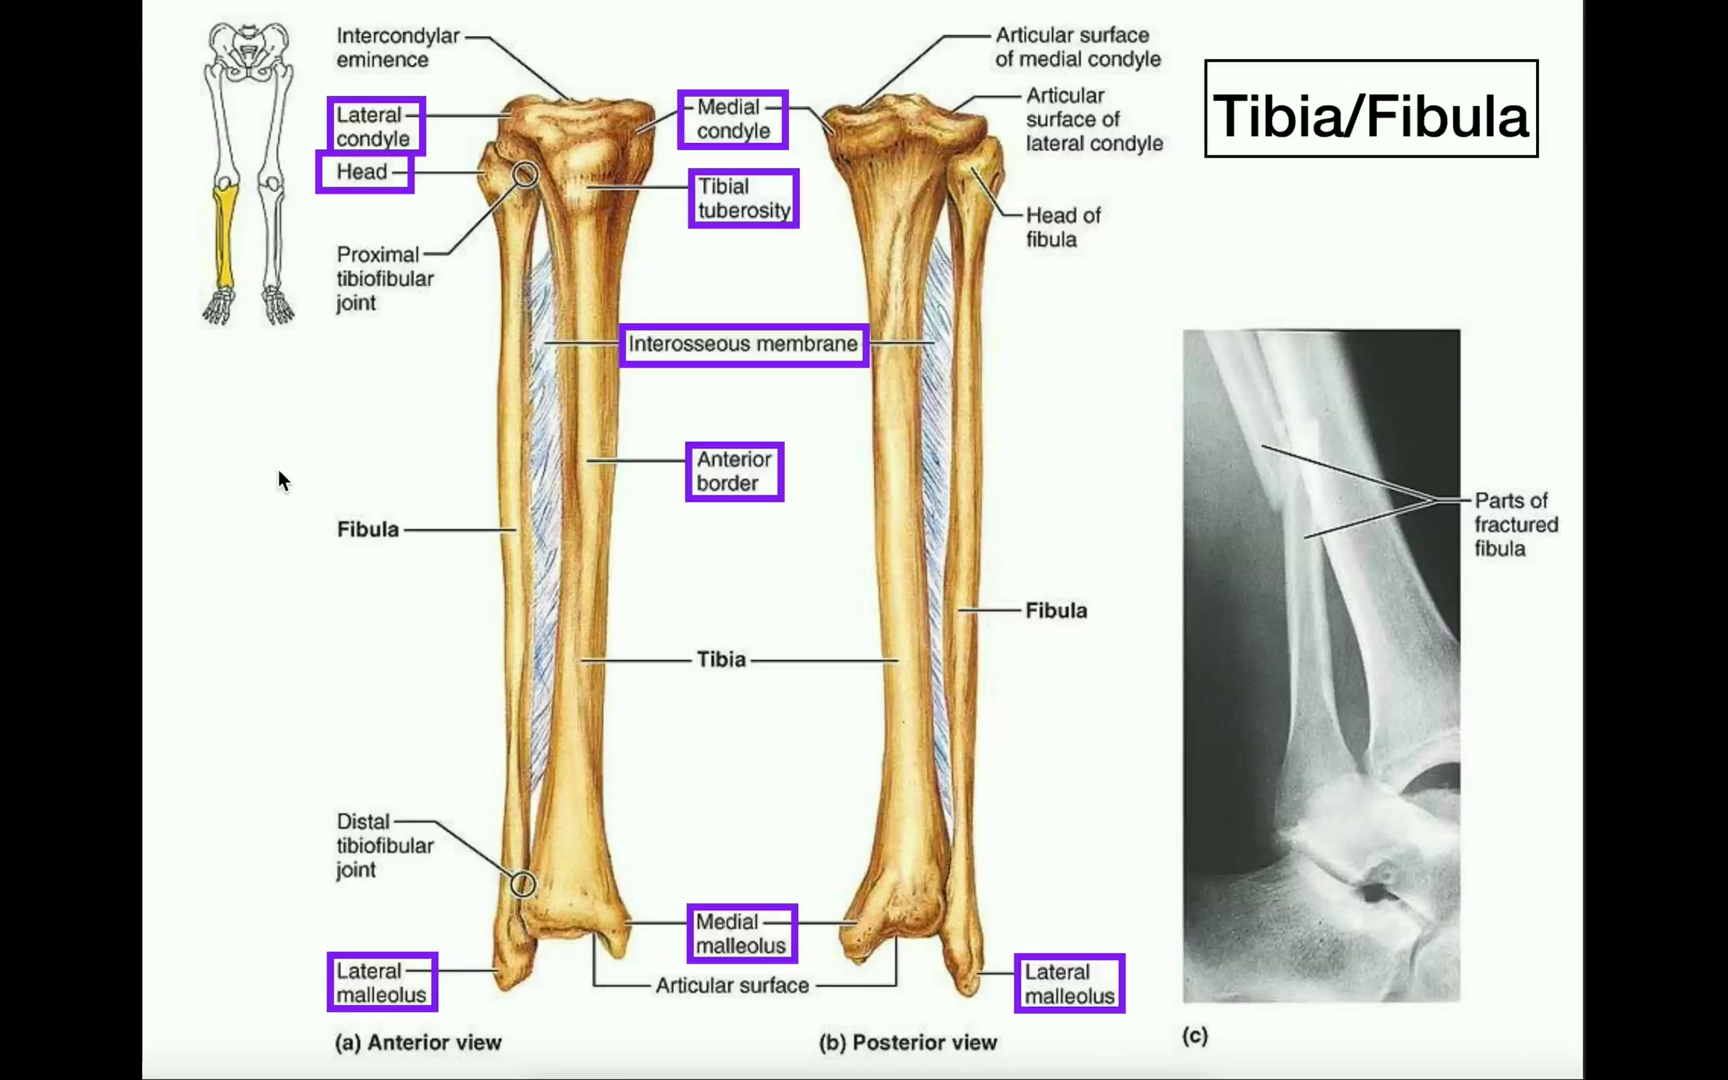 Intercondylar
eminence
Lateral
condyle
Head
Proximal
tibiofibular
joint
Fibula
Distal
tibiofibular
joint
Lateral
malleolus
(a) Anterior view
Medial
condyle
Tibial
tuberosity
Interosseous membrane
Anterior
border
Tibia
Medial
malleolus
Articular surface
Articular surface
of medial condyle
Articular
surface of
lateral condyle
Head of
fibula
Fibula
Lateral
malleolus
(b) Posterior view
Tibia/Fibula
Parts of
fractured
fibula
(c)